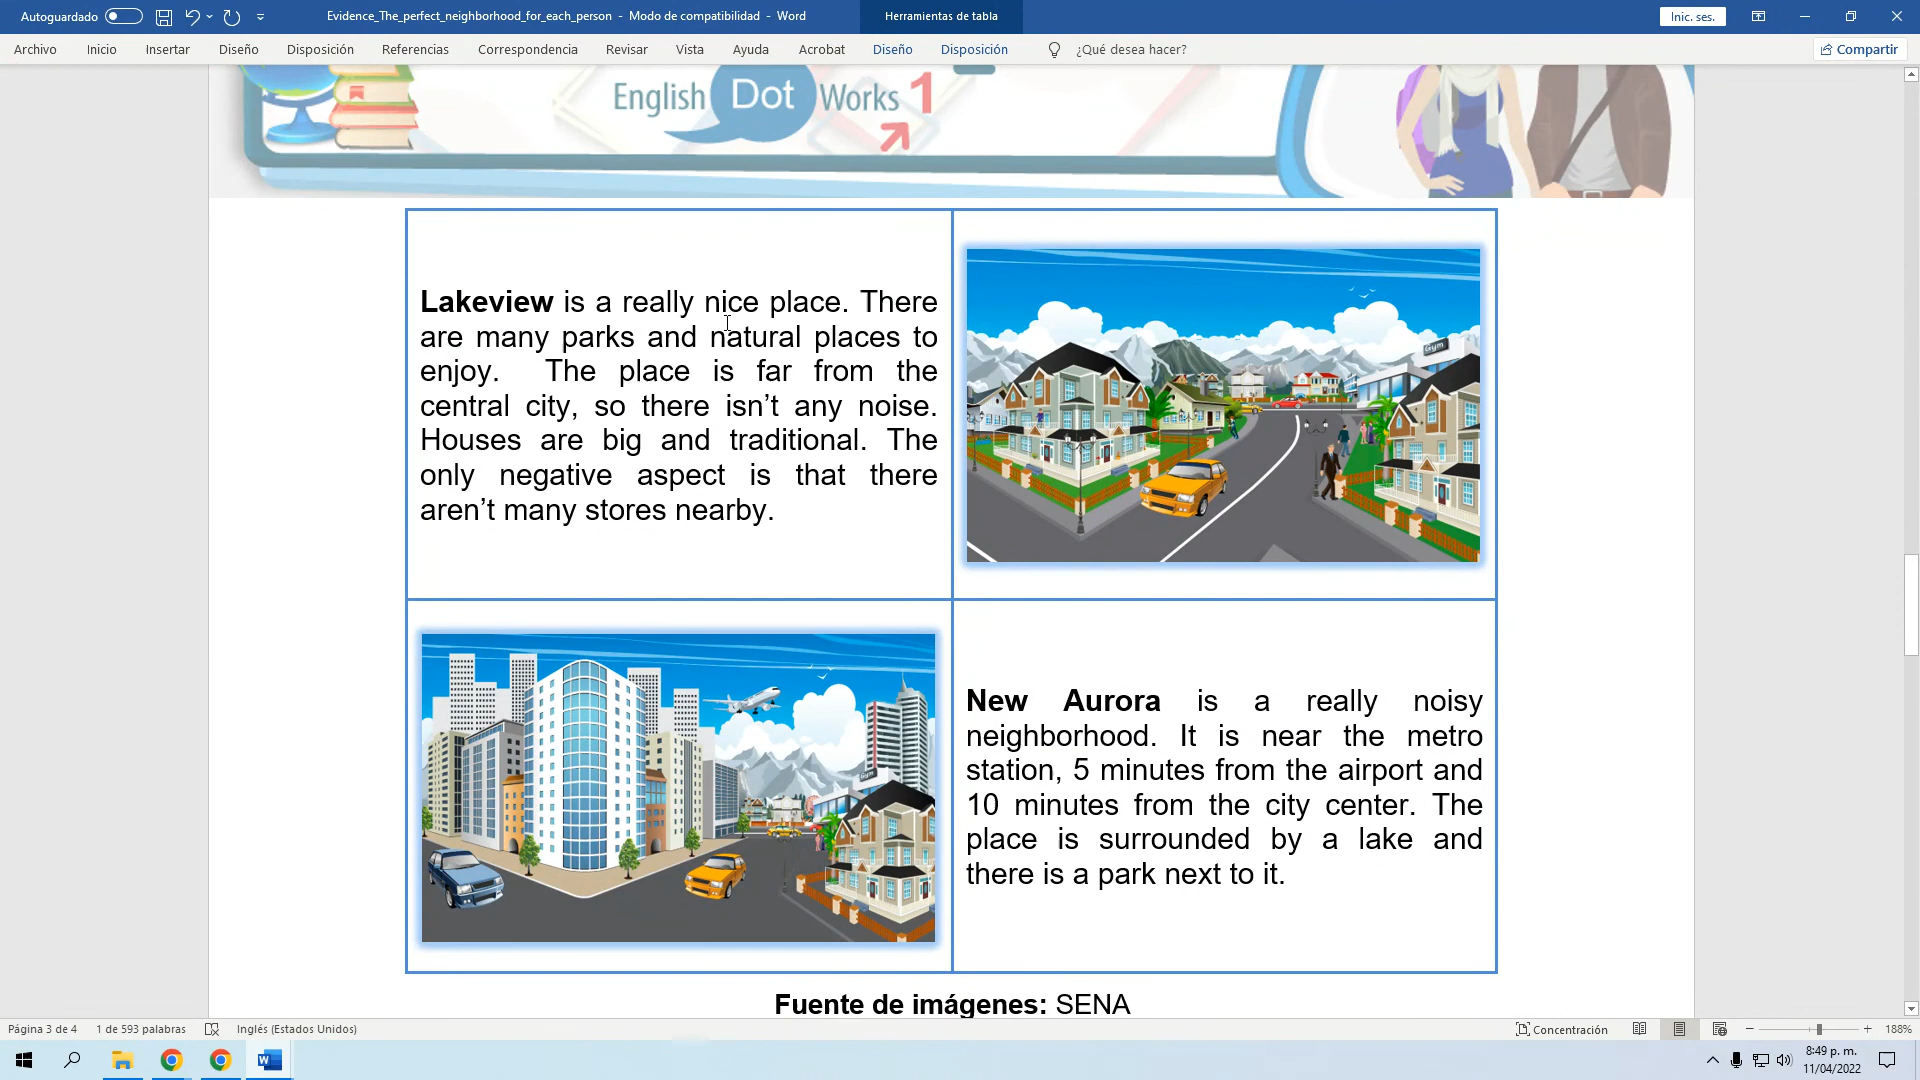 Autoguardado
Evidence_The_perfect_neighborhood_for_each_person - Modo de compatibilidad - Word
Herramientas de tabla
Inic. ses.
Archivo Inicio Insertar Diseño Disposición Referencias Correspondencia Revisar Vista Ayuda Acrobat Diseño Disposición ¿Qué desea hacer? Compartir
English Dot Works 1
Lakeview is a really nice place. There
are many parks and natural places to
enjoy. The place is far from the
central city, so there isn’t any noise.
Houses are big and traditional. The
only negative aspect is that there
aren’t many stores nearby.
Gym
Gym
New Aurora is a really noisy
neighborhood. It is near the metro
station, 5 minutes from the airport and
10 minutes from the city center. The
place is surrounded by a lake and
there is a park next to it.
Fuente de imágenes: SENA
Página 3 de 4 1 de 593 palabras Inglés (Estados Unidos) Concentración 188%
8:49 p. m.
11/04/2022